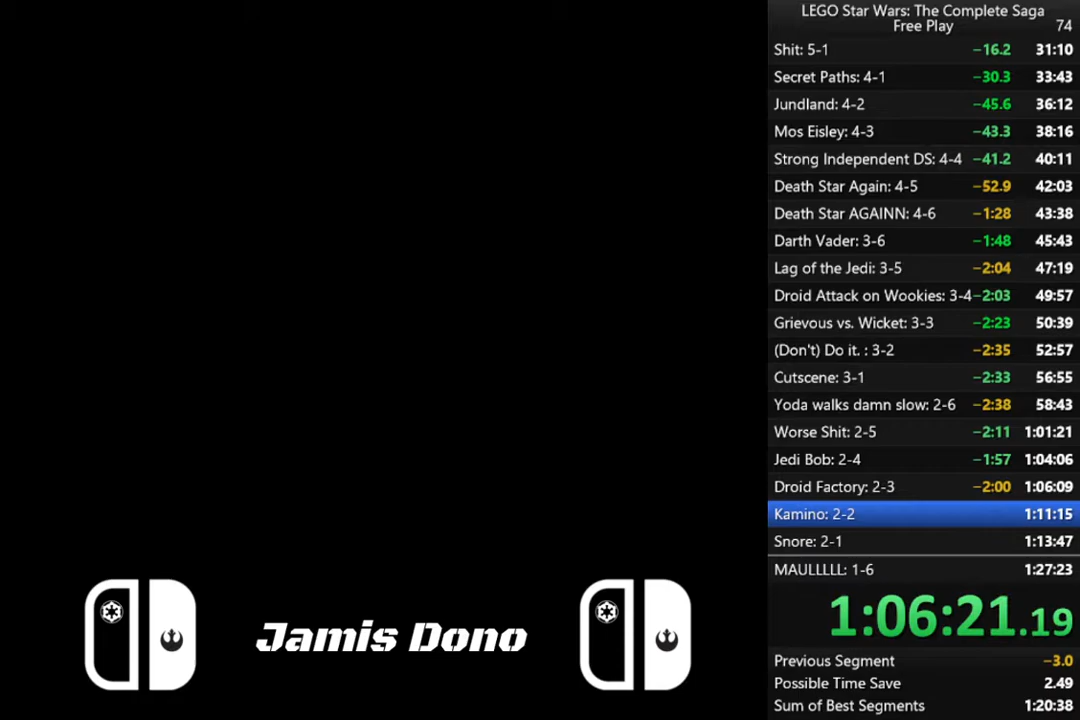 LEGO Star Wars: The Complete Saga
Free Play 74
Shit: 5-1 −16.2 31:10
Secret Paths: 4-1 −30.3 33:43
Jundland: 4-2 −45.6 36:12
Mos Eisley: 4-3 −43.3 38:16
Strong Independent DS: 4-4 −41.2 40:11
Death Star Again: 4-5 −52.9 42:03
Death Star AGAINN: 4-6 −1:28 43:38
Darth Vader: 3-6 −1:48 45:43
Lag of the Jedi: 3-5 −2:04 47:19
Droid Attack on Wookies: 3-4 −2:03 49:57
Grievous vs. Wicket: 3-3 −2:23 50:39
(Don't) Do it. : 3-2 −2:35 52:57
Cutscene: 3-1 −2:33 56:55
Yoda walks damn slow: 2-6 −2:38 58:43
Worse Shit: 2-5 −2:11 1:01:21
Jedi Bob: 2-4 −1:57 1:04:06
Droid Factory: 2-3 −2:00 1:06:09
Kamino: 2-2 1:11:15
Snore: 2-1 1:13:47
MAULLLLL: 1-6 1:27:23
1:06:21.19
Previous Segment −3.0
Possible Time Save 2.49
Sum of Best Segments 1:20:38
Jamis Dono